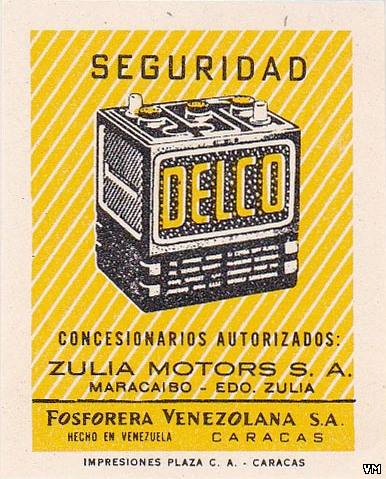 SEGURIDAD
DELCO
CONCESIONARIOS AUTORIZADOS:
ZULIA MOTORS S. A.
MARACAIBO - EDO. ZULIA
FOSFORERA VENEZOLANA S.A.
HECHO EN VENEZUELA CARACAS
IMPRESIONES PLAZA C. A. - CARACAS
VM